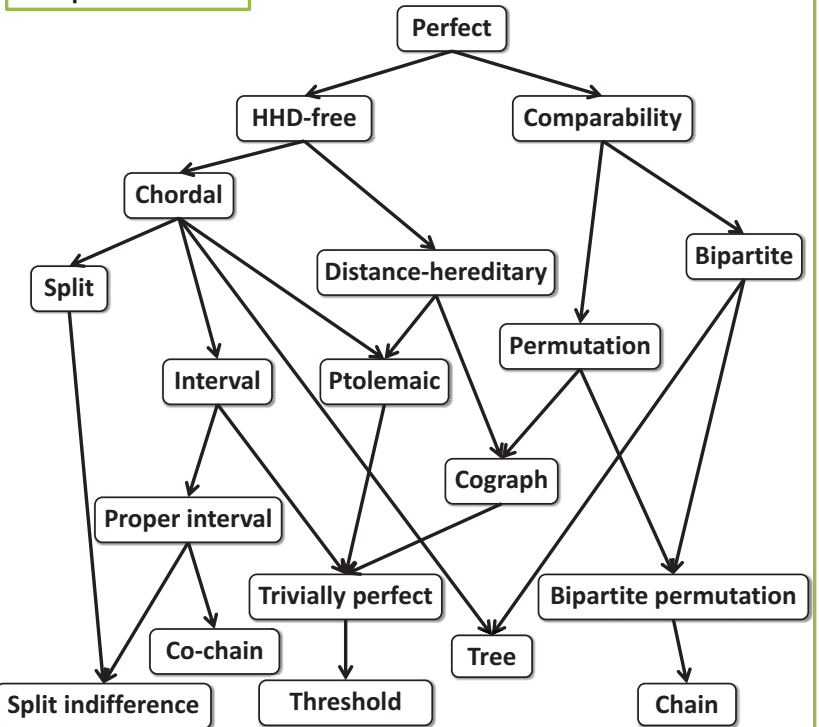 Perfect
HHD-free
Comparability
Chordal
Bipartite
Distance-hereditary
Split
Permutation
Interval
Ptolemaic
Cograph
Proper interval
Trivially perfect
Bipartite permutation
Co-chain
Tree
Split indifference
Threshold
Chain